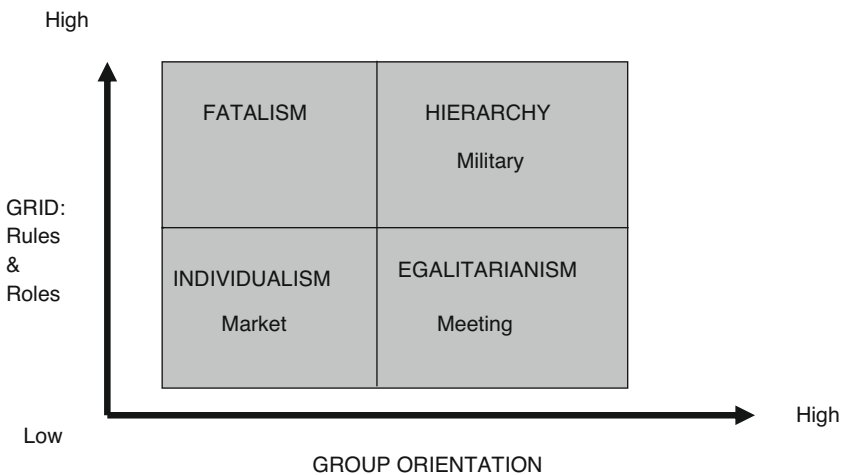 High
FATALISM
HIERARCHY
Military
GRID:
Rules
&
Roles
INDIVIDUALISM
Market
EGALITARIANISM
Meeting
Low
High
GROUP ORIENTATION